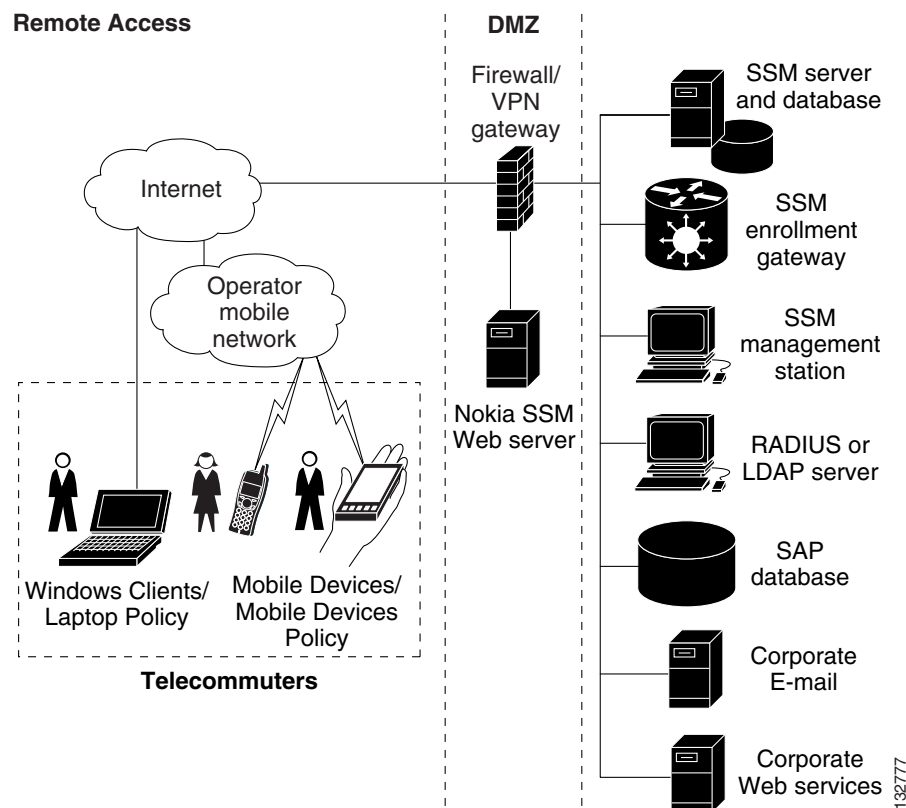 Remote Access
DMZ
Firewall/
VPN
gateway
SSM server
and database
Internet
SSM
enrollment
gateway
Operator
mobile
network
SSM
management
station
Nokia SSM
Web server
RADIUS or
LDAP server
SAP
database
Windows Clients/
Laptop Policy
Mobile Devices/
Mobile Devices
Policy
Telecommuters
Corporate
E-mail
Corporate
Web services
132777